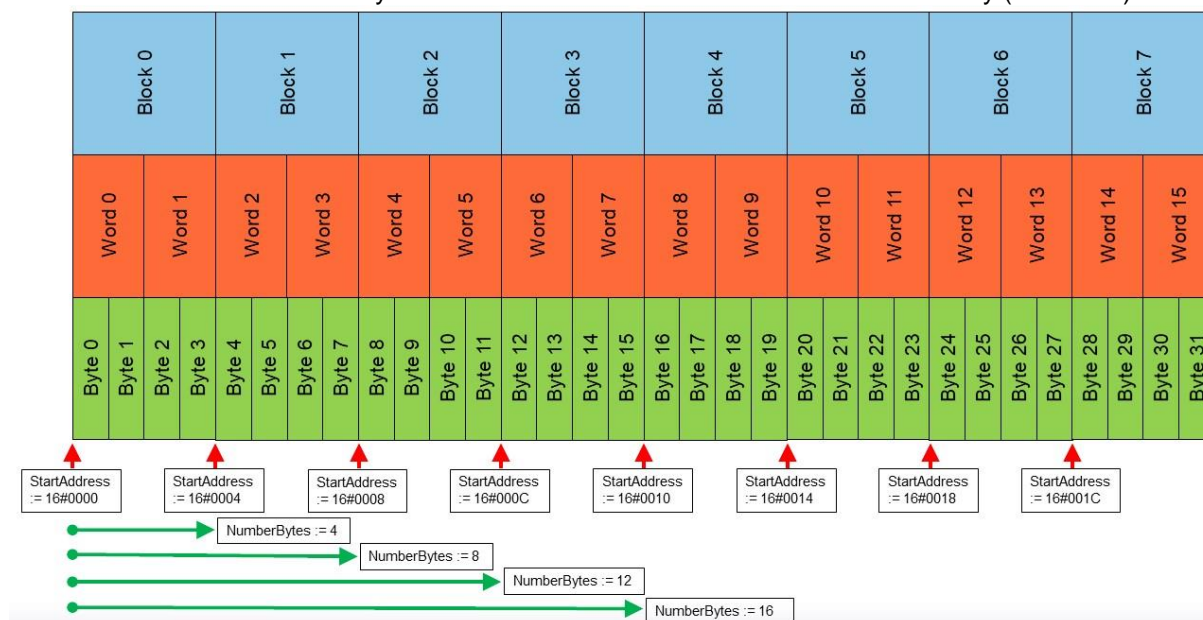 Block 0
Block 1
Block 2
Block 3
Block 4
Block 5
Block 6
Block 7
Word 0
Word 1
Word 2
Word 3
Word 4
Word 5
Word 6
Word 7
Word 8
Word 9
Word 10
Word 11
Word 12
Word 13
Word 14
Word 15
Byte 0
Byte 1
Byte 2
Byte 3
Byte 4
Byte 5
Byte 6
Byte 7
Byte 8
Byte 9
Byte 10
Byte 11
Byte 12
Byte 13
Byte 14
Byte 15
Byte 16
Byte 17
Byte 18
Byte 19
Byte 20
Byte 21
Byte 22
Byte 23
Byte 24
Byte 25
Byte 26
Byte 27
Byte 28
Byte 29
Byte 30
Byte 31
StartAddress
:= 16#0000
StartAddress
:= 16#0004
StartAddress
:= 16#0008
StartAddress
:= 16#000C
StartAddress
:= 16#0010
StartAddress
:= 16#0014
StartAddress
:= 16#0018
StartAddress
:= 16#001C
NumberBytes := 4
NumberBytes := 8
NumberBytes := 12
NumberBytes := 16